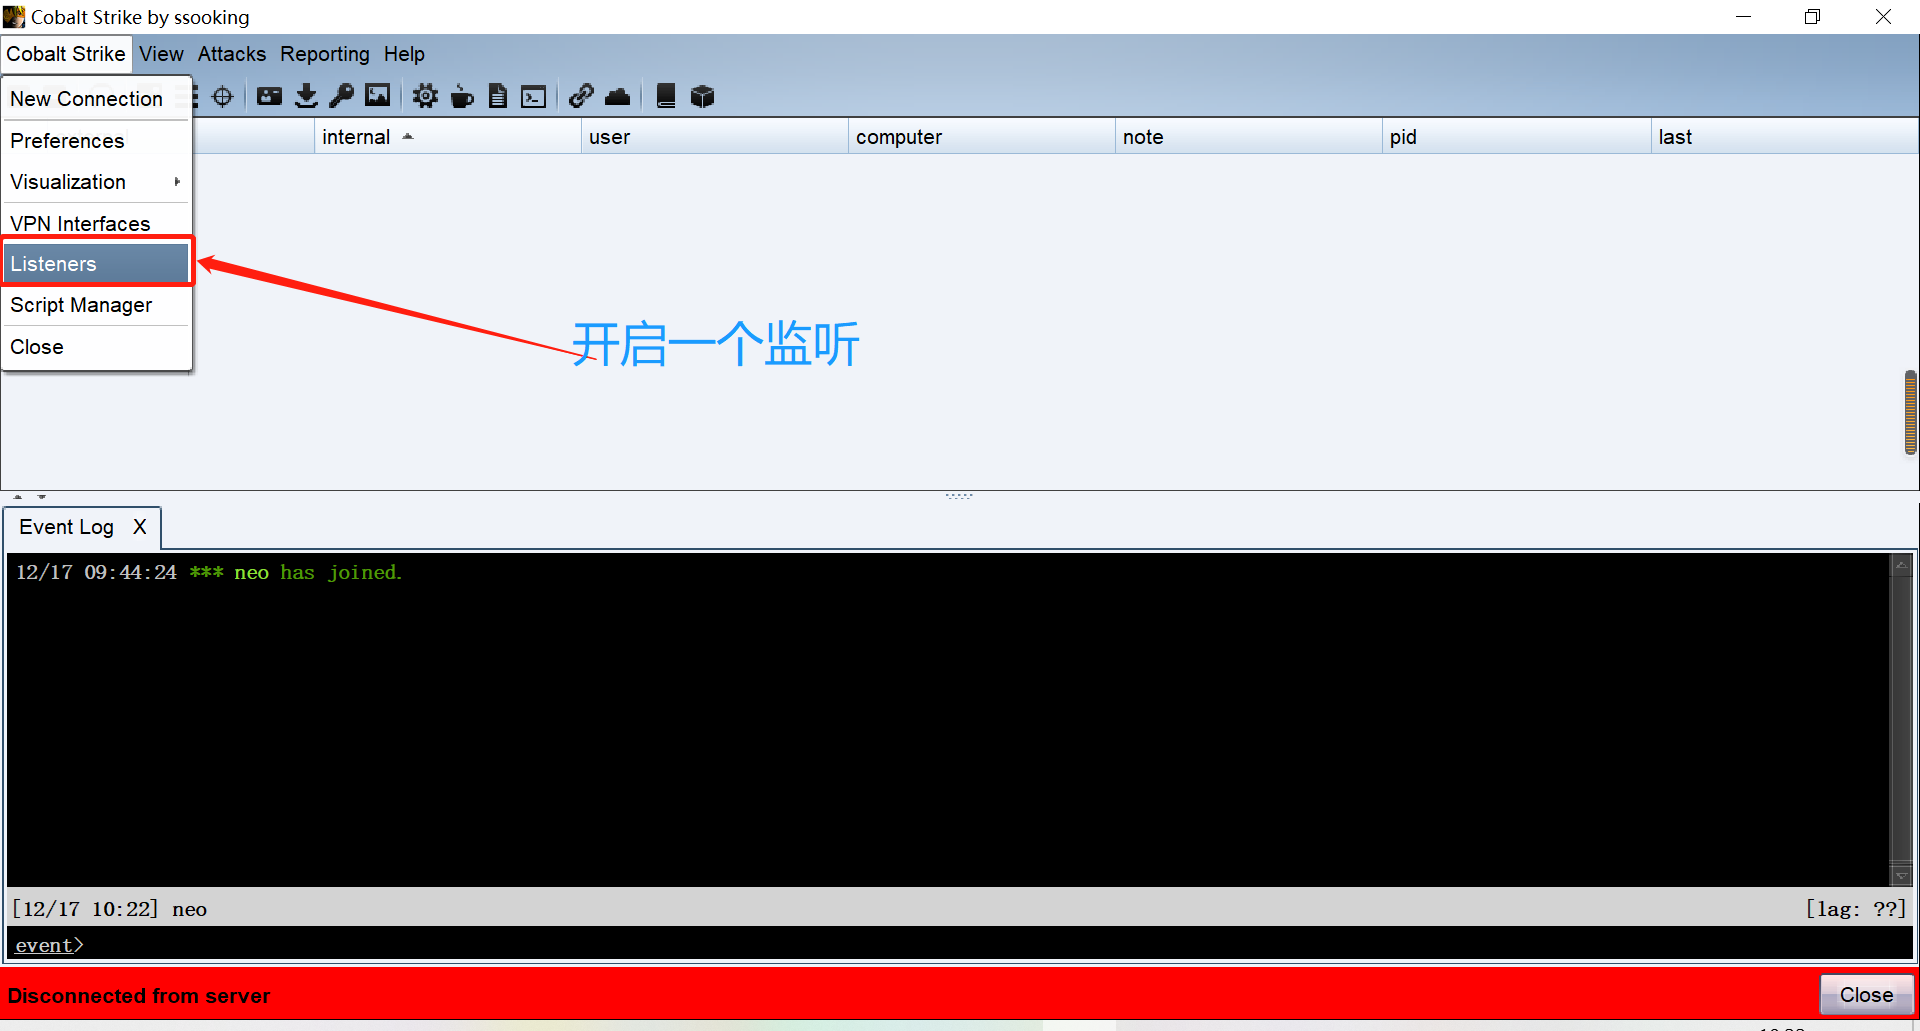 Cobalt Strike by ssooking
Cobalt Strike View Attacks Reporting Help
New Connection
Preferences
Visualization
VPN Interfaces
Listeners
Script Manager
Close
internal user computer note pid last
开启一个监听
Event Log X
12/17 09:44:24 *** neo has joined.
[12/17 10:22] neo [lag: ??]
event>
Disconnected from server Close